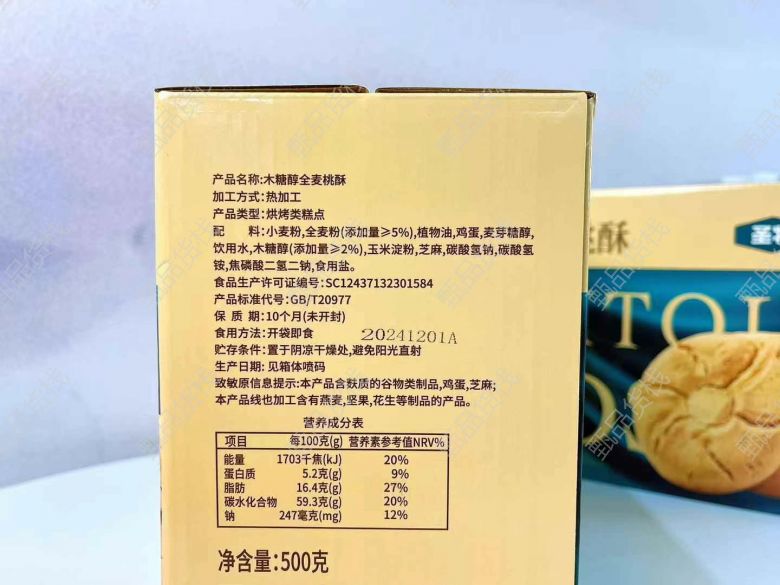 产品名称:木糖醇全麦桃酥
加工方式:热加工
产品类型:烘烤类糕点
配 料:小麦粉,全麦粉(添加量≥5%),植物油,鸡蛋,麦芽糖醇,
饮用水,木糖醇(添加量≥2%),玉米淀粉,芝麻,碳酸氢钠,碳酸氢
铵,焦磷酸二氢二钠,食用盐。
食品生产许可证编号:SC12437132301584
产品标准代号:GB/T20977
保 质 期:10个月(未开封)
食用方法:开袋即食
20241201A
贮存条件:置于阴凉干燥处,避免阳光直射
生产日期:见箱体喷码
致敏原信息提示:本产品含麸质的谷物类制品,鸡蛋,芝麻;
本产品线也加工含有燕麦,坚果,花生等制品的产品。
营养成分表
项目 每100克(g) 营养素参考值NRV%
能量 1703千焦(kJ) 20%
蛋白质 5.2克(g) 9%
脂肪 16.4克(g) 27%
碳水化合物 59.3克(g) 20%
钠 247毫克(mg) 12%
净含量:500克
酥
甄品货栈